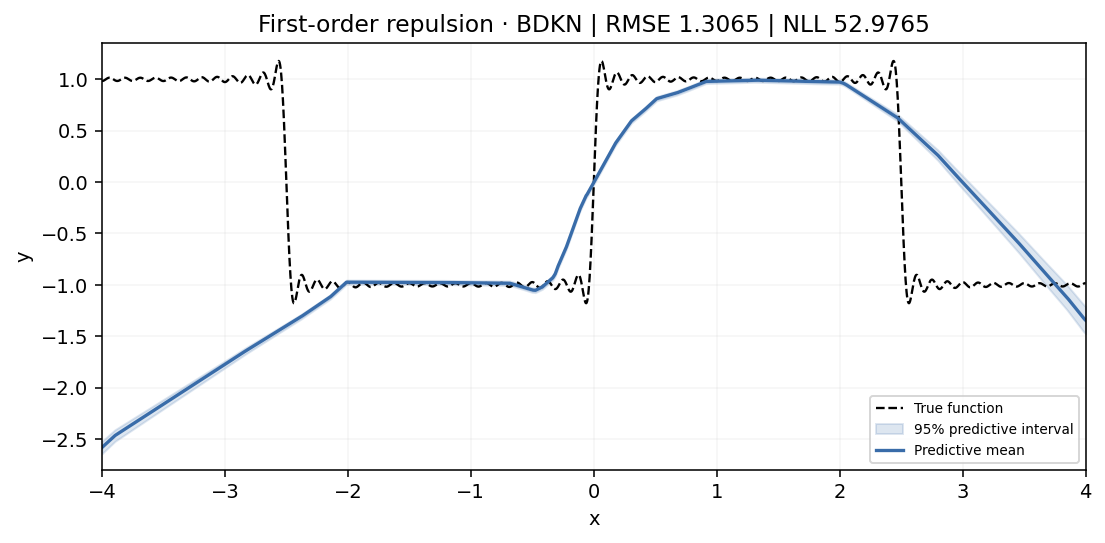 First-order repulsion · BDKN | RMSE 1.3065 | NLL 52.9765
y
1.0
0.5
0.0
−0.5
−1.0
−1.5
−2.0
−2.5
True function
95% predictive interval
Predictive mean
−4 −3 −2 −1 0 1 2 3 4
x